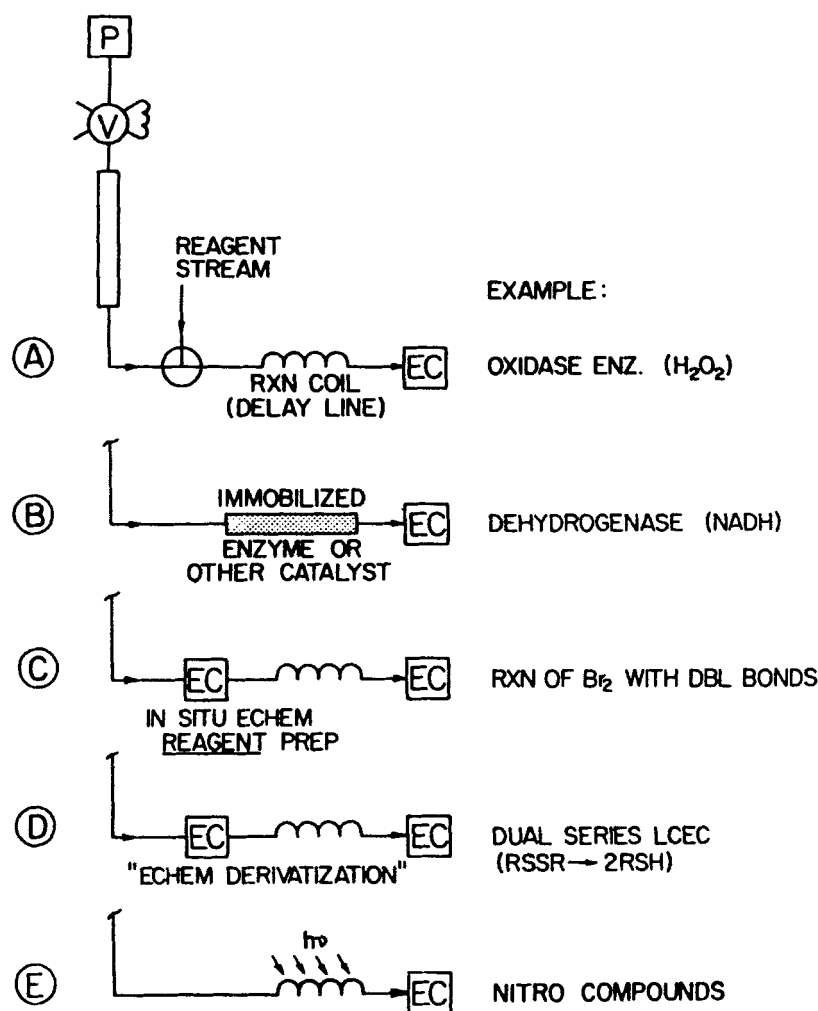 P
V
REAGENT
STREAM
EXAMPLE:
A
RXN COIL
(DELAY LINE)
EC
OXIDASE ENZ. (H₂O₂)
B
IMMOBILIZED
ENZYME OR
OTHER CATALYST
EC
DEHYDROGENASE (NADH)
C
EC
EC
RXN OF Br₂ WITH DBL BONDS
IN SITU ECHEM
REAGENT PREP
D
EC
EC
DUAL SERIES LCEC
(RSSR→2RSH)
"ECHEM DERIVATIZATION"
E
hν
EC
NITRO COMPOUNDS